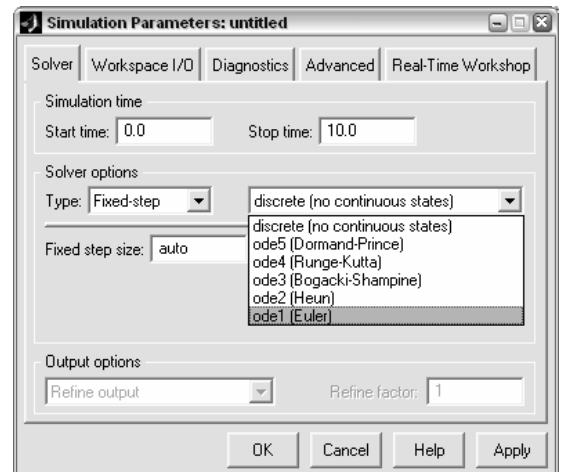 Simulation Parameters: untitled
Solver Workspace I/O Diagnostics Advanced Real-Time Workshop
Simulation time
Start time: 0.0 Stop time: 10.0
Solver options
Type: Fixed-step discrete (no continuous states)
discrete (no continuous states)
ode5 (Dormand-Prince)
Fixed step size: auto
ode4 (Runge-Kutta)
ode3 (Bogacki-Shampine)
ode2 (Heun)
ode1 (Euler)
Output options
Refine output Refine factor: 1
OK Cancel Help Apply